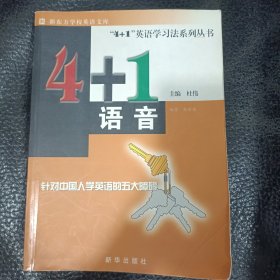 新东方学校英语文库
“4+1”英语学习法系列丛书
4+1
主编 杜伟
语音
针对中国人学英语的五大障碍
新华出版社